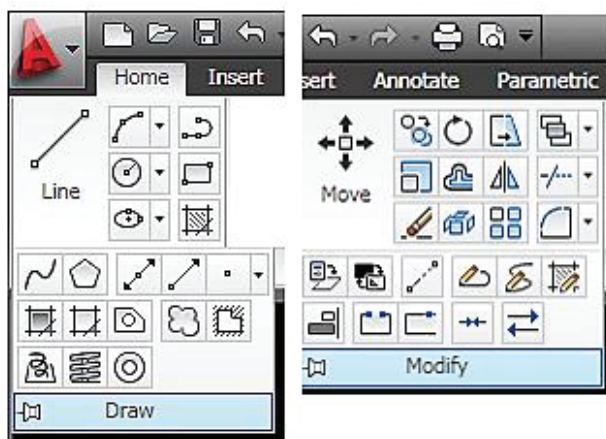 A
Home Insert
Line
Draw
sert Annotate Parametric
Move
Modify